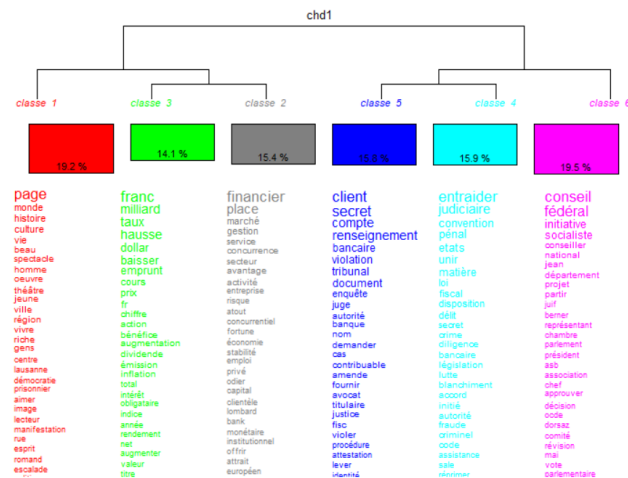 chd1
classe 1
classe 3
classe 2
classe 5
classe 4
classe 6
19.2 %
14.1 %
15.4 %
15.9 %
19.5 %
page
monde
histoire
culture
vie
beau
spectacle
homme
oeuvre
théâtre
jeune
ville
région
vivre
riche
gens
centre
lausanne
démocratie
prisonnier
aimer
image
lecteur
manifestation
rue
esprit
romand
escalade
franc
milliard
taux
hausse
dollar
baisser
emprunt
cours
prix
fr
chiffre
action
bénéfice
augmentation
dividende
émission
inflation
total
intérêt
obligataire
indice
année
rendement
net
augmenter
valeur
titre
financier
place
marché
gestion
service
concurrence
secteur
avantage
activité
entreprise
risque
atout
concurrentiel
fortune
économie
stabilité
emploi
privé
odier
capital
clientèle
lombard
bank
monétaire
institutionnel
offrir
attrait
européen
client
secret
compte
renseignement
bancaire
violation
tribunal
document
enquête
juge
autorité
banque
nom
demander
cas
contribuable
amende
fournir
avocat
titulaire
justice
fisc
violer
procédure
attestation
lever
identité
entraider
judiciaire
convention
pénal
etats
unir
matière
loi
fiscal
disposition
délit
secret
crime
diligence
bancaire
législation
lutte
blanchiment
accord
initié
autorité
fraude
criminel
code
assistance
sale
réprimer
conseil
fédéral
initiative
socialiste
conseiller
national
jean
département
projet
partir
juif
berner
représentant
chambre
parlement
président
asb
association
chef
approuver
décision
ocde
dorsaz
comité
révision
mai
vote
parlementaire